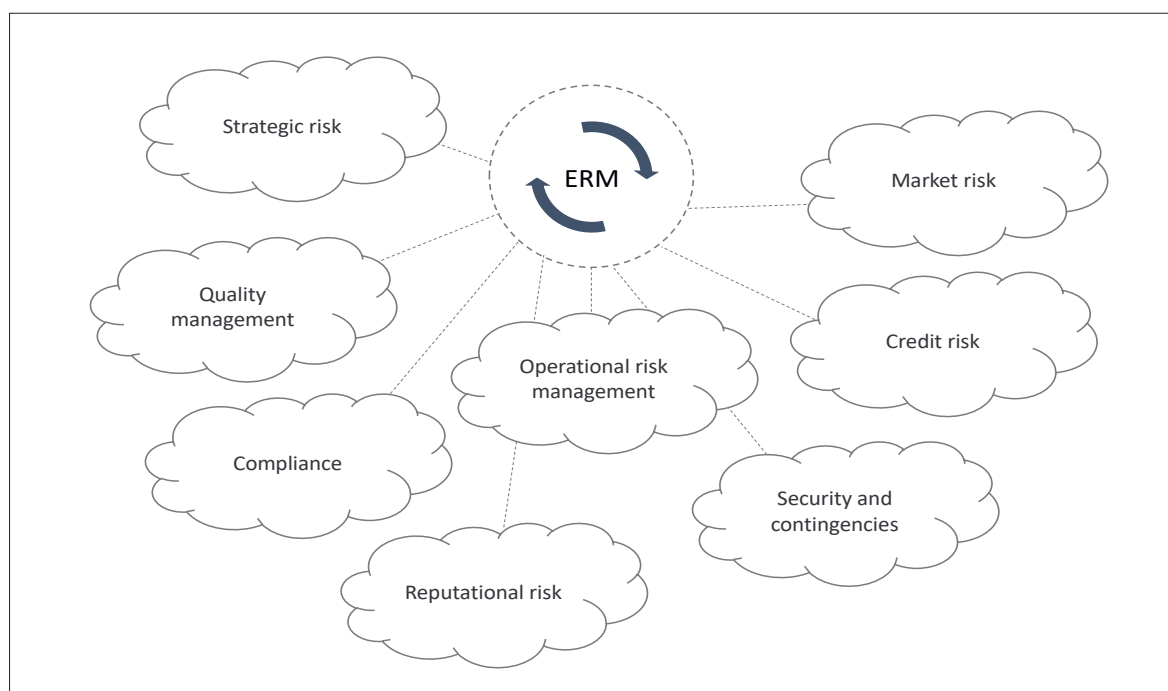 Strategic risk
ERM
Market risk
Quality
management
Operational risk
management
Credit risk
Compliance
Security and
contingencies
Reputational risk